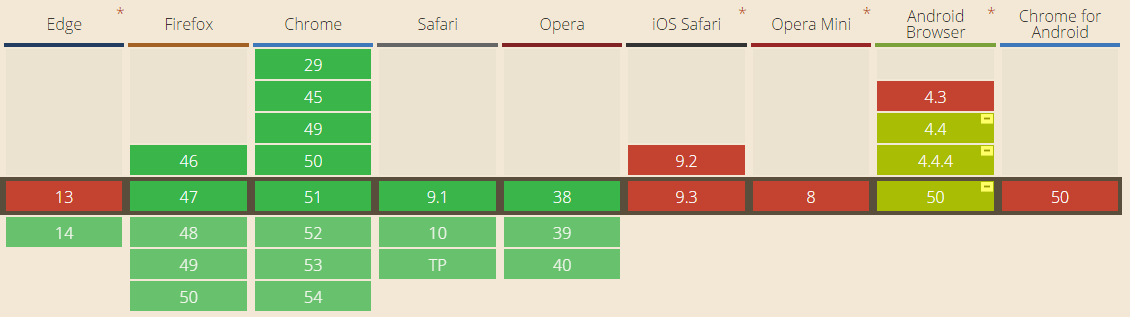 Edge * Firefox Chrome Safari Opera iOS Safari * Opera Mini * Android Browser * Chrome for Android
29
45 4.3
49 4.4
46 50 9.2 4.4.4
13 47 51 9.1 38 9.3 8 50 50
14 48 52 10 39
49 53 TP 40
50 54